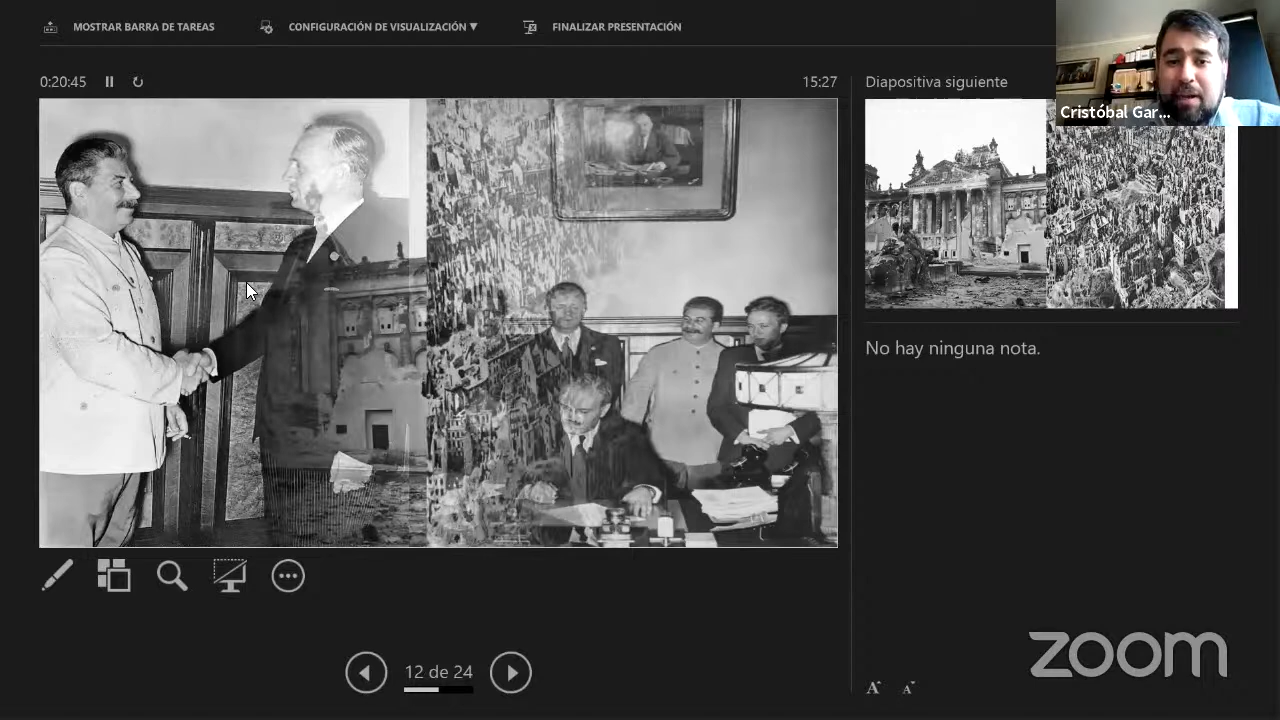 MOSTRAR BARRA DE TAREAS
CONFIGURACIÓN DE VISUALIZACIÓN ▼
FINALIZAR PRESENTACIÓN
0:20:45
15:27
Diapositiva siguiente
Cristóbal Gar...
No hay ninguna nota.
12 de 24
A A
zoom